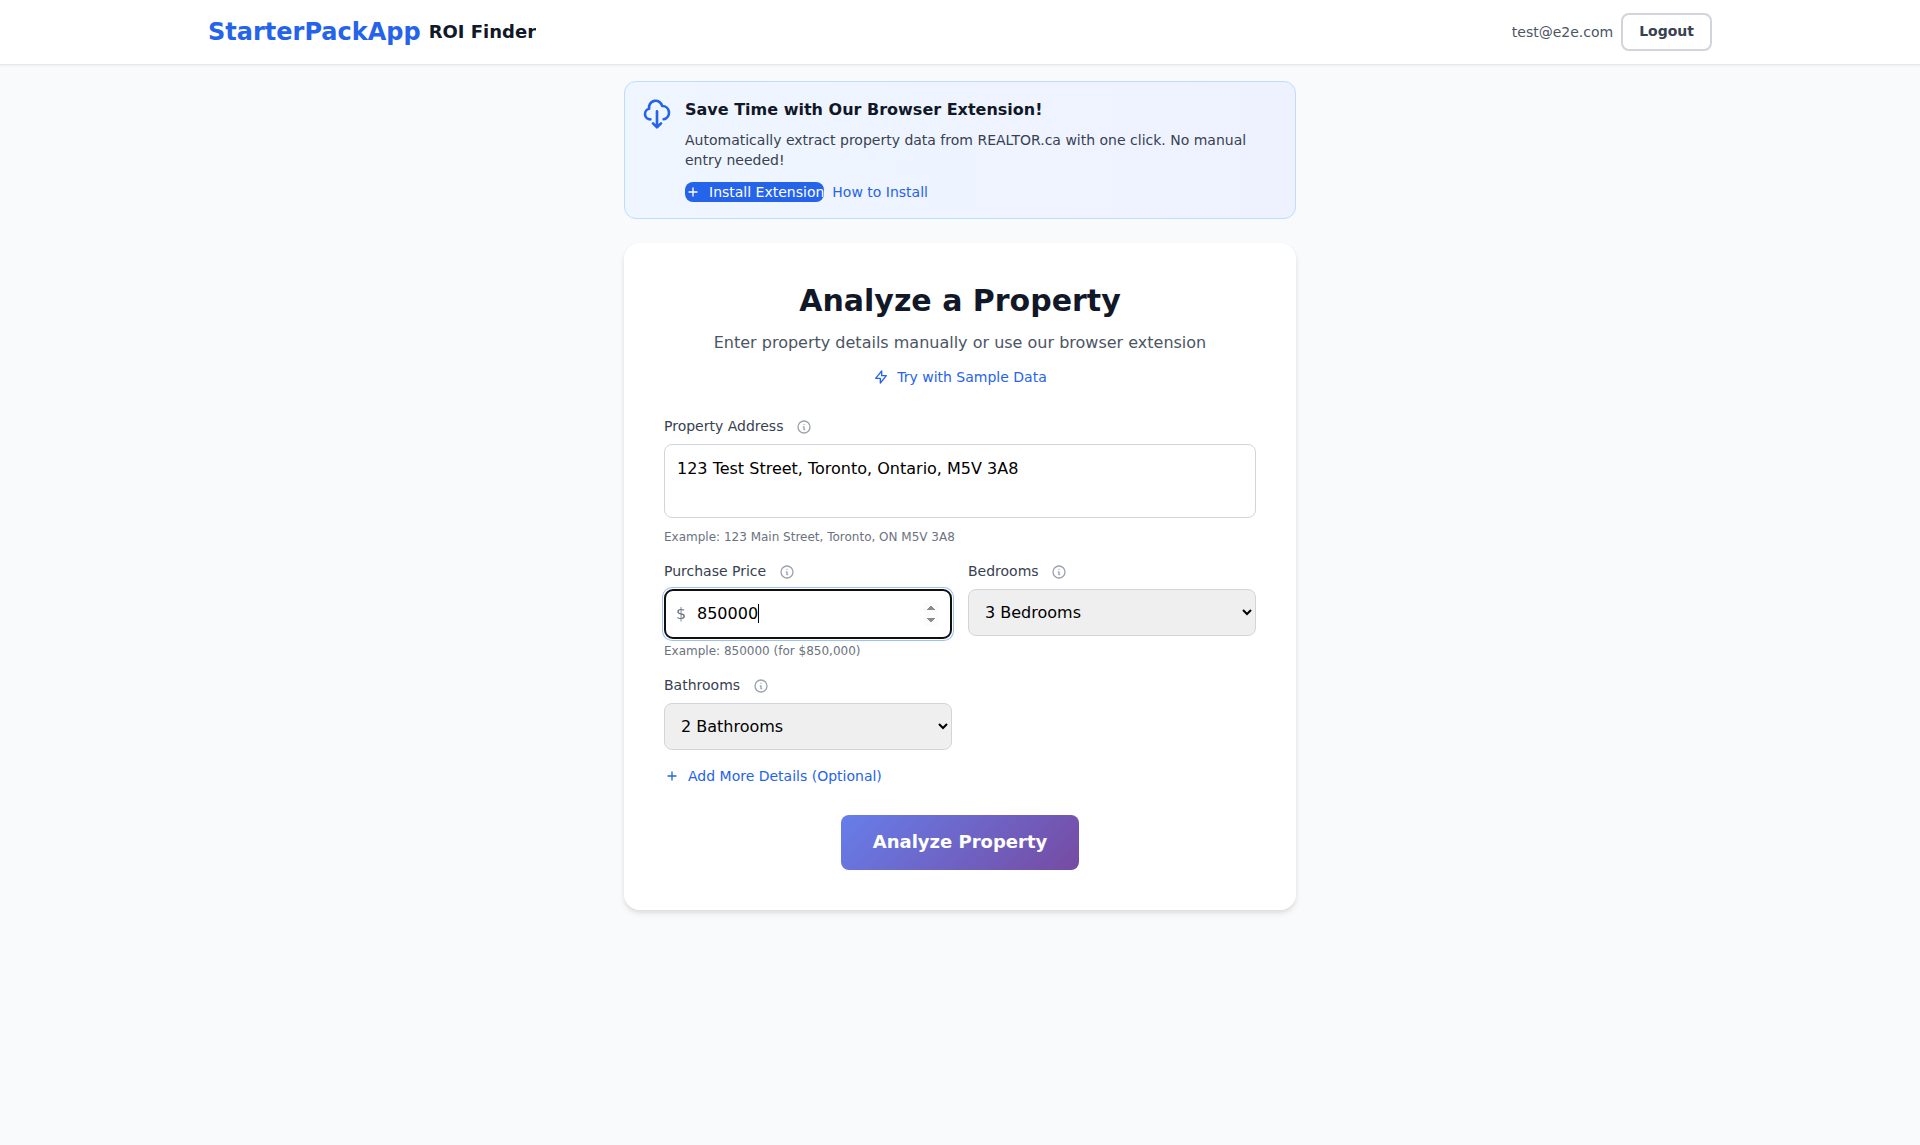 StarterPackApp ROI Finder
test@e2e.com
Logout
Save Time with Our Browser Extension!
Automatically extract property data from REALTOR.ca with one click. No manual
entry needed!
Install Extension How to Install
Analyze a Property
Enter property details manually or use our browser extension
Try with Sample Data
Property Address
123 Test Street, Toronto, Ontario, M5V 3A8
Example: 123 Main Street, Toronto, ON M5V 3A8
Purchase Price
Bedrooms
$ 850000
3 Bedrooms
Example: 850000 (for $850,000)
Bathrooms
2 Bathrooms
+ Add More Details (Optional)
Analyze Property